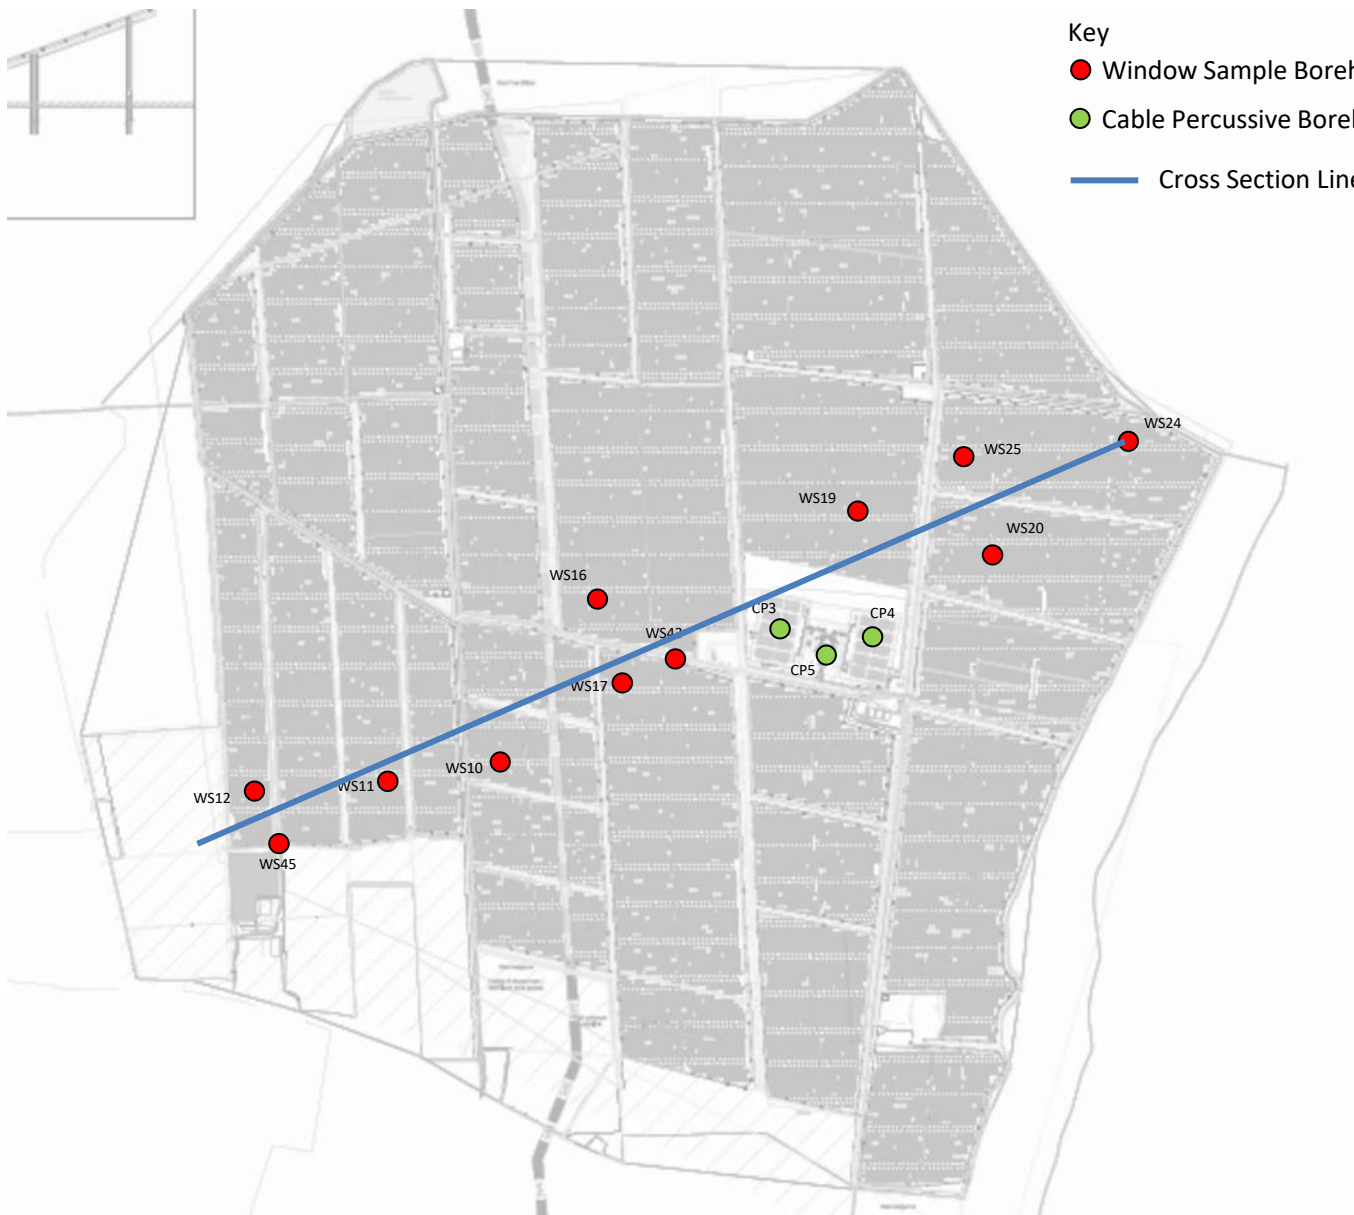 Key
Window Sample Boreh
Cable Percussive Borel
Cross Section Line
WS24
WS25
WS19
WS20
WS16
CP3
CP4
WS17
CP5
WS10
WS11
WS12
WS45